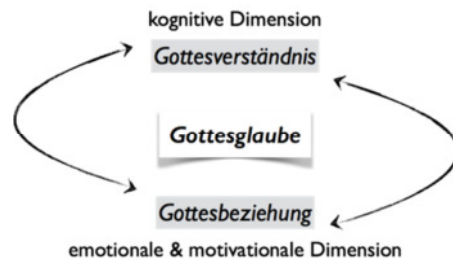 kognitive Dimension
Gottesverständnis
Gottesglaube
Gottesbeziehung
emotionale & motivationale Dimension